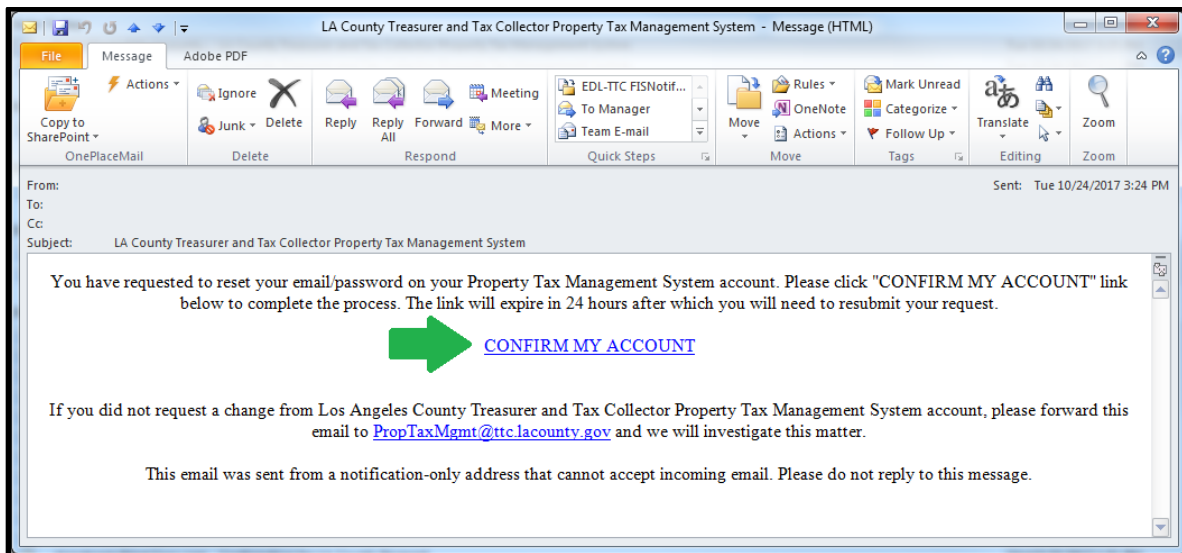 LA County Treasurer and Tax Collector Property Tax Management System - Message (HTML)
File Message Adobe PDF
Copy to SharePoint
Actions
OnePlaceMail
Ignore
Junk
Delete
Delete
Reply
Reply All
Forward
Meeting
More
Respond
EDL-TTC FISNotif...
To Manager
Team E-mail
Quick Steps
Move
Rules
OneNote
Actions
Move
Mark Unread
Categorize
Follow Up
Tags
Translate
Editing
Zoom
Zoom
From:
Sent: Tue 10/24/2017 3:24 PM
To:
Cc:
Subject: LA County Treasurer and Tax Collector Property Tax Management System
You have requested to reset your email/password on your Property Tax Management System account. Please click "CONFIRM MY ACCOUNT" link
below to complete the process. The link will expire in 24 hours after which you will need to resubmit your request.
CONFIRM MY ACCOUNT
If you did not request a change from Los Angeles County Treasurer and Tax Collector Property Tax Management System account, please forward this
email to PropTaxMgmt@ttc.lacounty.gov and we will investigate this matter.
This email was sent from a notification-only address that cannot accept incoming email. Please do not reply to this message.